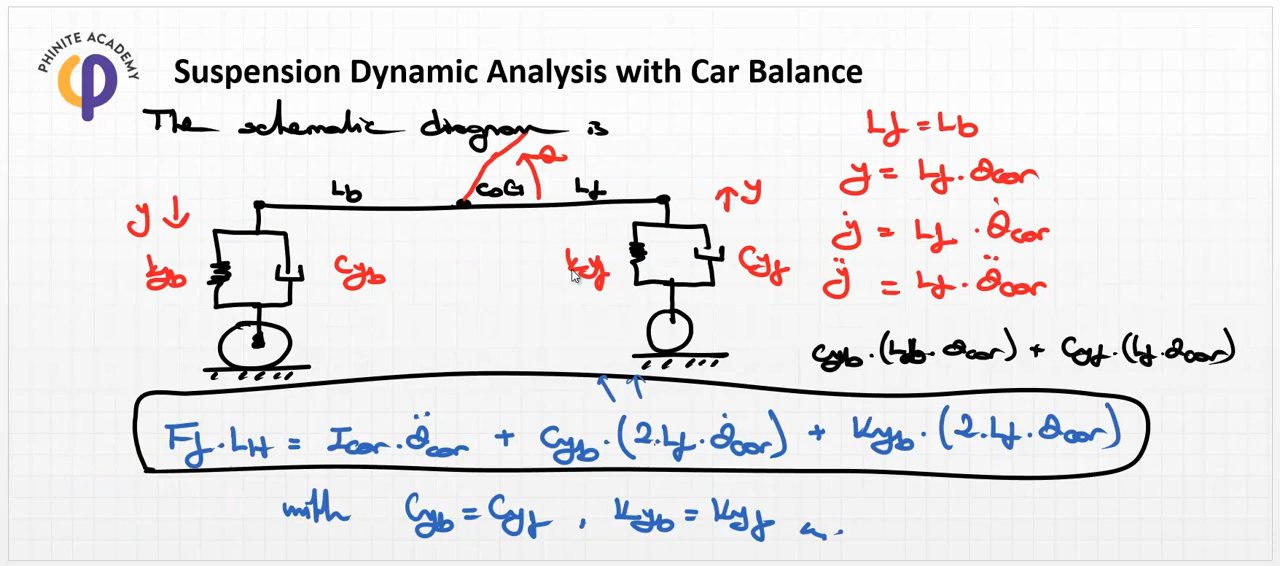 PHINITE ACADEMY
Suspension Dynamic Analysis with Car Balance
The schematic diagram is
Lf = Lb
y = Lf . θcar
ẏ = Lf . θ̇car
ÿ = Lf . θ̈car
Lb CoG θ Lf
y ↓ ↑ y
kyb Cyb kyf Cyf
Cyb . (Lb . θcar) + Cyf . (Lf . θcar)
Ff . LH = Icar . θ̈car + Cyb . (2 . Lf . θ̇car) + Kyb . (2 . Lf . θcar)
with Cyb = Cyf , Kyb = Kyf